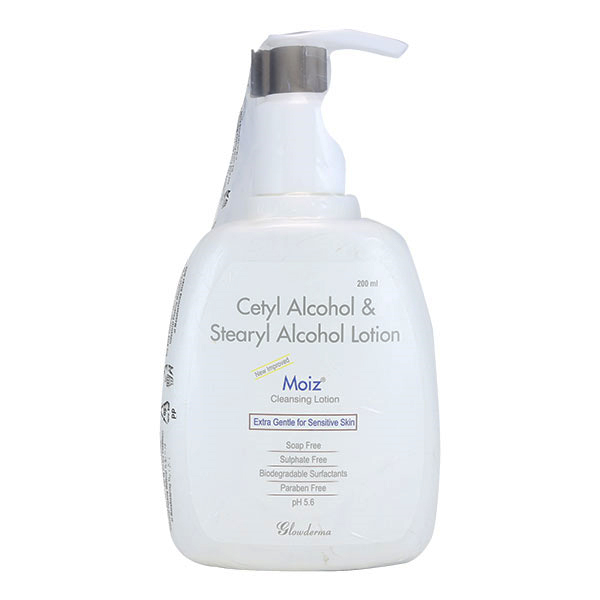 200 ml
Cetyl Alcohol &
Stearyl Alcohol Lotion
New Improved
Moiz®
Cleansing Lotion
Extra Gentle for Sensitive Skin
Soap Free
Sulphate Free
Biodegradable Surfactants
Paraben Free
pH 5.6
Glowderma
PP